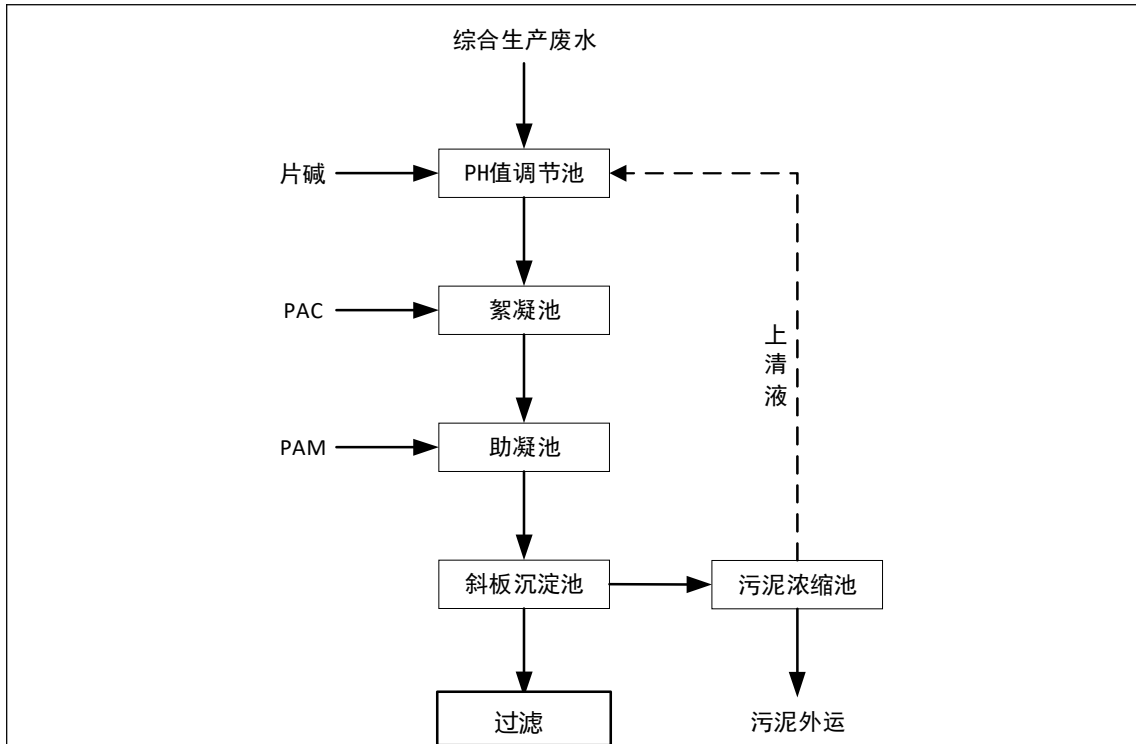 综合生产废水
片碱
PH值调节池
PAC
絮凝池
上清液
PAM
助凝池
斜板沉淀池
污泥浓缩池
过滤
污泥外运